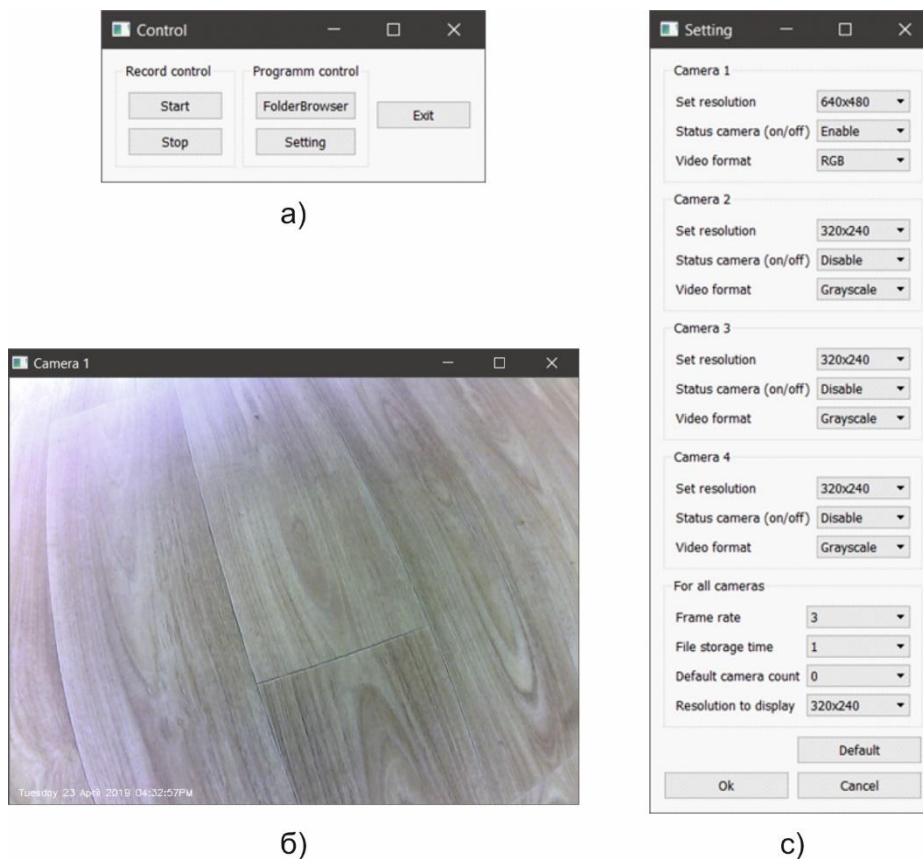 Control
Record control
Programm control
Start
FolderBrowser
Exit
Stop
Setting
а)
Camera 1
Tuesday 23 April 2019 04:32:57PM
б)
Setting
Camera 1
Set resolution 640x480
Status camera (on/off) Enable
Video format RGB
Camera 2
Set resolution 320x240
Status camera (on/off) Disable
Video format Grayscale
Camera 3
Set resolution 320x240
Status camera (on/off) Disable
Video format Grayscale
Camera 4
Set resolution 320x240
Status camera (on/off) Disable
Video format Grayscale
For all cameras
Frame rate 3
File storage time 1
Default camera count 0
Resolution to display 320x240
Default
Ok Cancel
с)